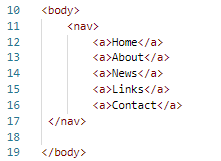 10 <body>
11 <nav>
12 <a>Home</a>
13 <a>About</a>
14 <a>News</a>
15 <a>Links</a>
16 <a>Contact</a>
17 </nav>
18
19 </body>